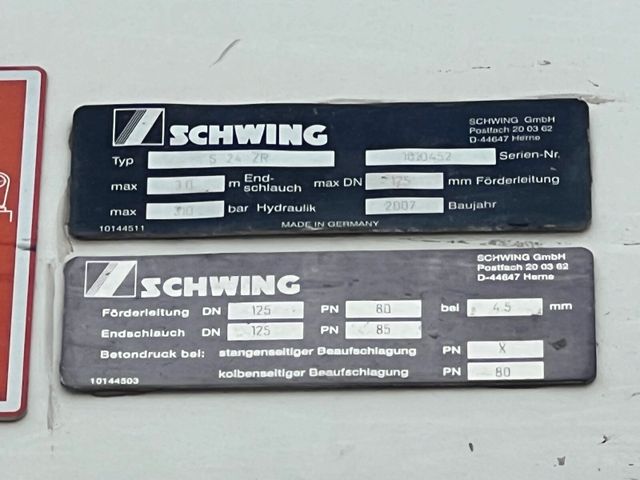 SCHWING
SCHWING GmbH
Postfach 20 03 62
D-44647 Herne
Typ S 24 ZR Serien-Nr.
max m End-schlauch max DN 125 mm Förderleitung
max bar Hydraulik 2007 Baujahr
10144511 MADE IN GERMANY
SCHWING
SCHWING GmbH
Postfach 20 03 62
D-44647 Herne
Förderleitung DN 125 PN 80 bei 4.5 mm
Endschlauch DN 125 PN 85
Betondruck bei: stangenseitiger Beaufschlagung PN X
kolbenseitiger Beaufschlagung PN 80
10144503